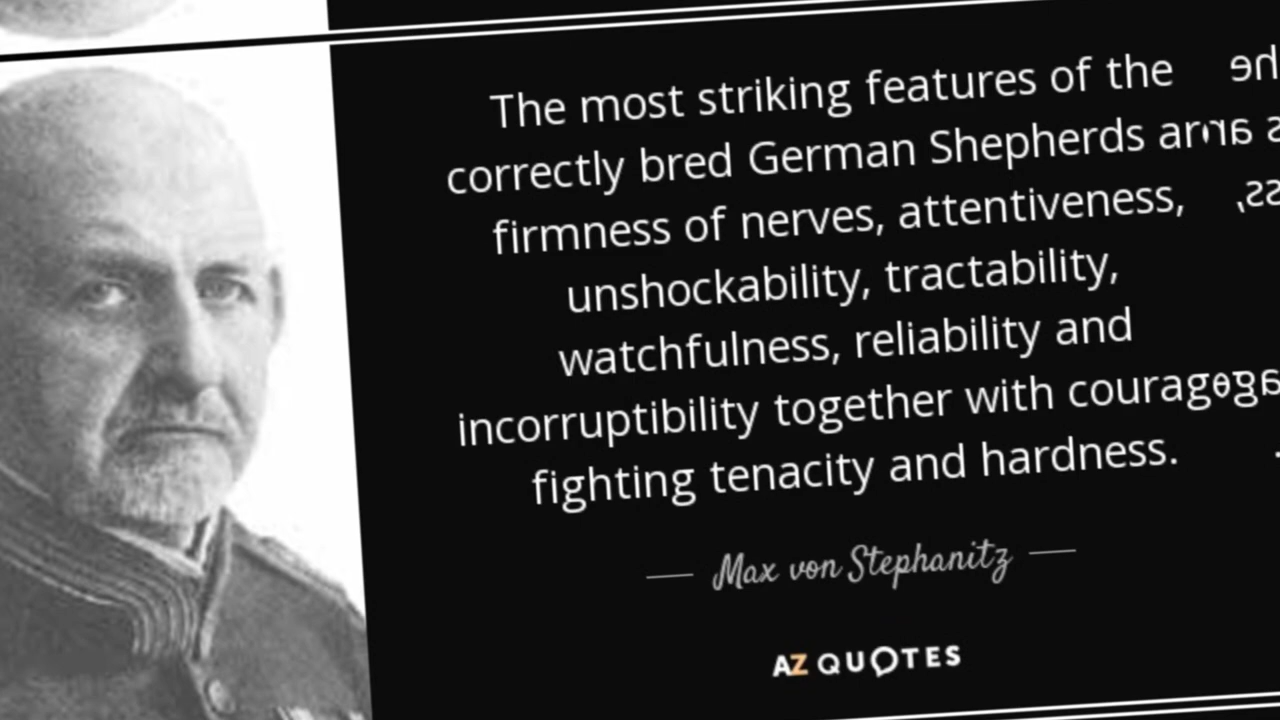 The most striking features of the
correctly bred German Shepherds are
firmness of nerves, attentiveness,
unshockability, tractability,
watchfulness, reliability and
incorruptibility together with courage
fighting tenacity and hardness.
— Max von Stephanitz —
AZ QUOTES